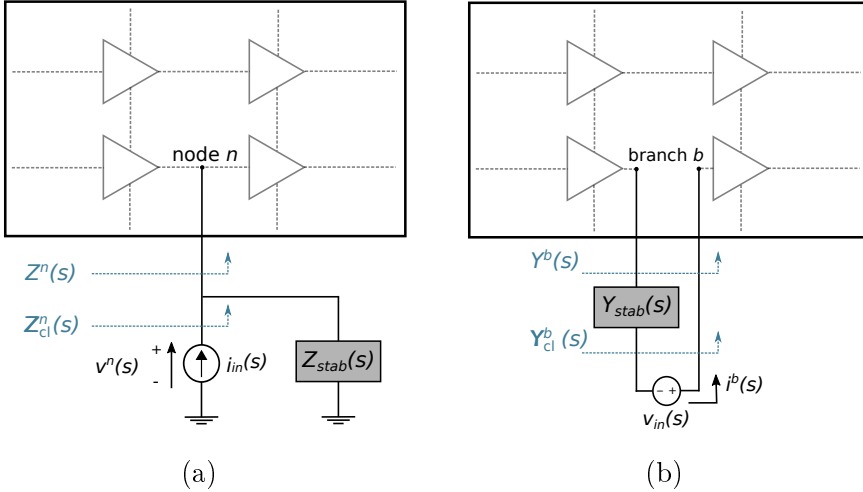 node n
branch b
Zⁿ(s)
Zⁿcl(s)
vⁿ(s)
+
-
iin(s)
Zstab(s)
Yᵇ(s)
Ystab(s)
Yᵇcl (s)
- +
vin(s)
iᵇ(s)
(a)
(b)